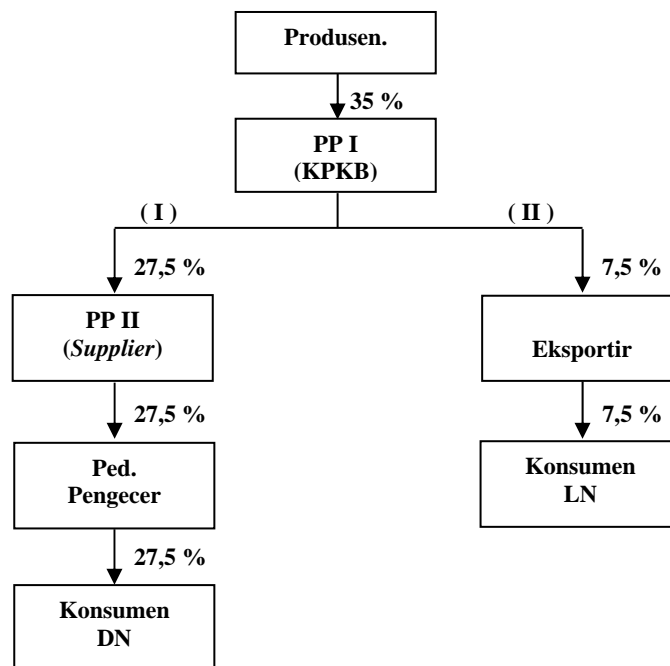 Produsen.
35 %
PP I
(KPKB)
( I )
( II )
27,5 %
7,5 %
PP II
(Supplier)
Eksportir
27,5 %
7,5 %
Ped.
Pengecer
Konsumen
LN
27,5 %
Konsumen
DN